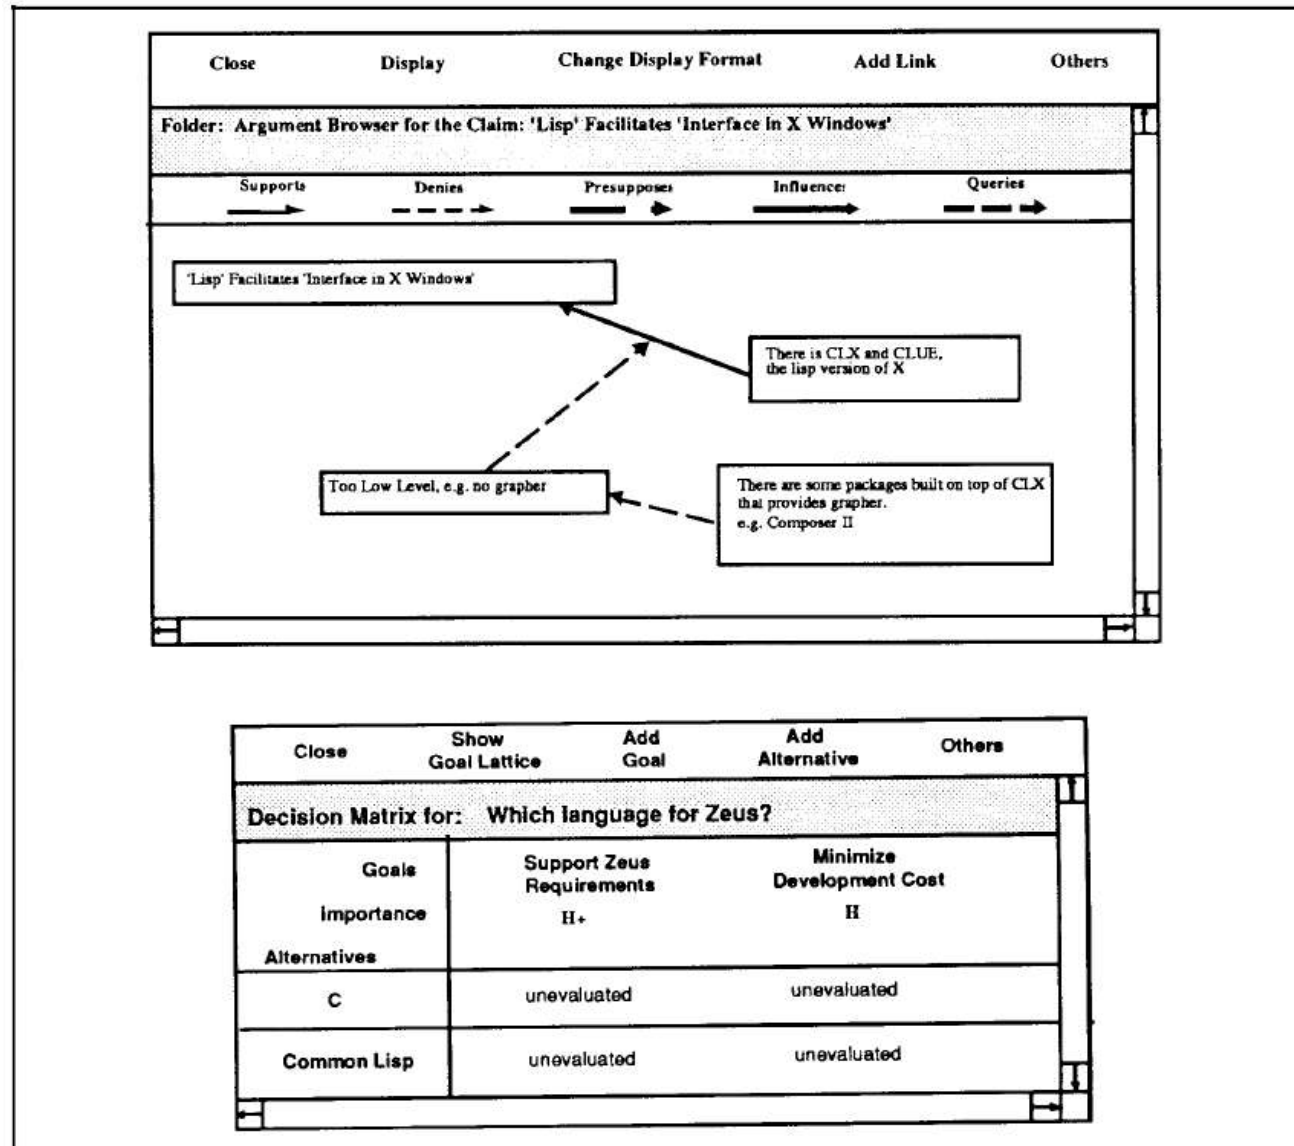 Close Display Change Display Format Add Link Others
Folder: Argument Browser for the Claim: 'Lisp' Facilitates 'Interface in X Windows'
Supports Denies Presupposes Influences Queries
'Lisp' Facilitates 'Interface in X Windows'
There is CLX and CLUE,
the lisp version of X
Too Low Level, e.g. no grapher
There are some packages built on top of CLX
that provides grapher.
e.g. Composer II
Close Show Goal Lattice Add Goal Add Alternative Others
Decision Matrix for: Which language for Zeus?
Goals Support Zeus Requirements Minimize Development Cost
Importance H+ H
Alternatives
C unevaluated unevaluated
Common Lisp unevaluated unevaluated